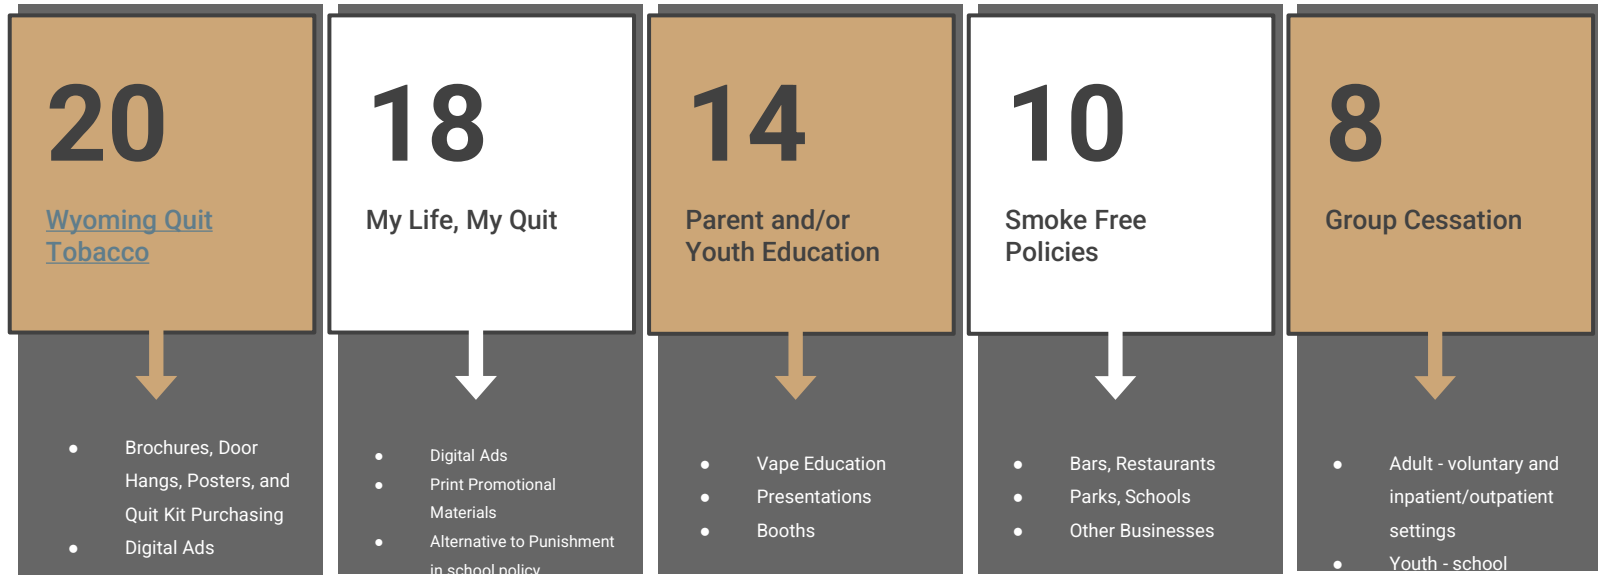 20
Wyoming Quit
Tobacco
● Brochures, Door
Hangs, Posters, and
Quit Kit Purchasing
● Digital Ads
18
My Life, My Quit
● Digital Ads
● Print Promotional
Materials
● Alternative to Punishment
in school policy
14
Parent and/or
Youth Education
● Vape Education
● Presentations
● Booths
10
Smoke Free
Policies
● Bars, Restaurants
● Parks, Schools
● Other Businesses
8
Group Cessation
● Adult - voluntary and
inpatient/outpatient
settings
● Youth - school